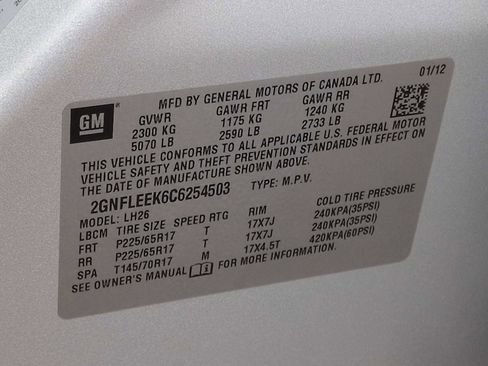 MFD BY GENERAL MOTORS OF CANADA LTD. 01/12
GM
GVWR GAWR FRT GAWR RR
2300 KG 1175 KG 1240 KG
5070 LB 2590 LB 2733 LB
THIS VEHICLE CONFORMS TO ALL APPLICABLE U.S. FEDERAL MOTOR
VEHICLE SAFETY AND THEFT PREVENTION STANDARDS IN EFFECT ON
THE DATE OF MANUFACTURE SHOWN ABOVE.
2GNFLEEK6C6254503 TYPE: M.P.V.
MODEL: LH26
LBCM TIRE SIZE SPEED RTG RIM COLD TIRE PRESSURE
FRT P225/65R17 T 17X7J 240KPA(35PSI)
RR P225/65R17 T 17X7J 240KPA(35PSI)
SPA T145/70R17 M 17X4.5T 420KPA(60PSI)
SEE OWNER'S MANUAL FOR MORE INFORMATION.